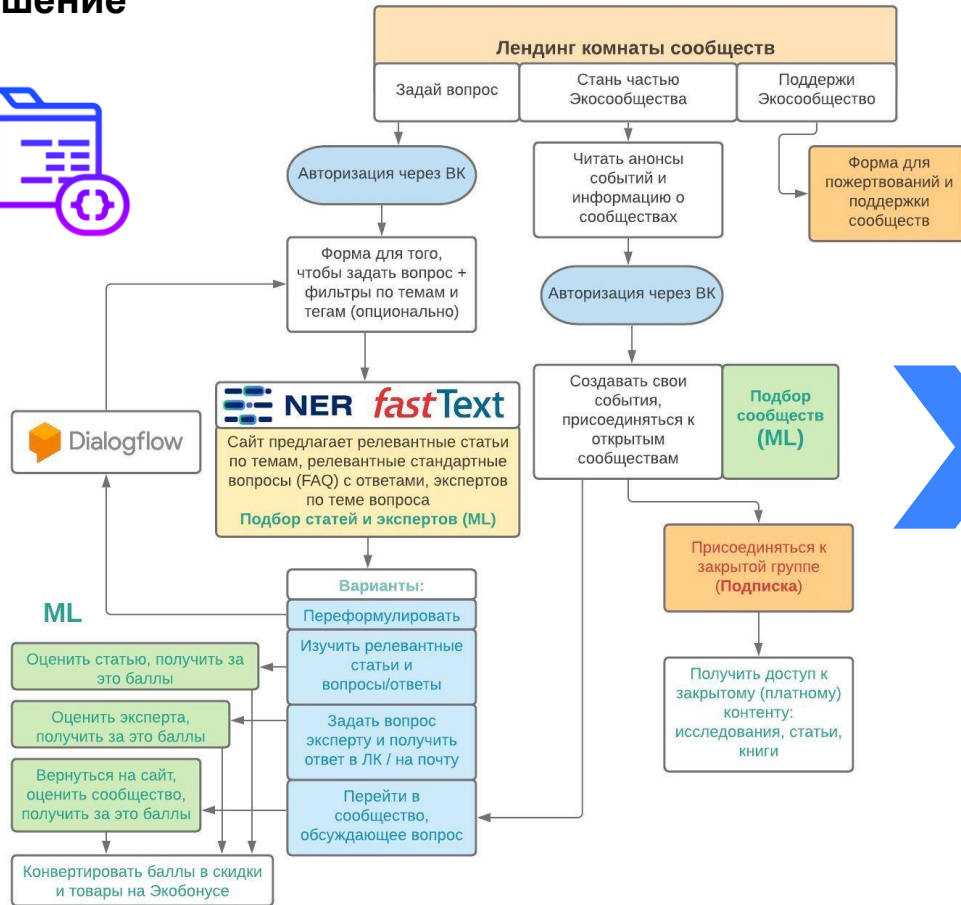 шение
Лендинг комнаты сообществ
Задай вопрос
Стань частью
Экосообщества
Поддержи
Экосообщество
Авторизация через ВК
Читать анонсы
событий и
информацию о
сообществах
Форма для
пожертвований и
поддержки
сообществ
Форма для того,
чтобы задать вопрос +
фильтры по темам и
тегам (опционально)
Авторизация через ВК
NER fastText
Сайт предлагает релевантные статьи
по темам, релевантные стандартные
вопросы (FAQ) с ответами, экспертов
по теме вопроса
Подбор статей и экспертов (ML)
Dialogflow
Создавать свои
события,
присоединяться к
открытым
сообществам
Подбор
сообществ
(ML)
Присоединяться к
закрытой группе
(Подписка)
Получить доступ к
закрытому (платному)
контенту:
исследования, статьи,
книги
Варианты:
Переформулировать
Изучить релевантные
статьи и
вопросы/ответы
Задать вопрос
эксперту и получить
ответ в ЛК / на почту
Перейти в
сообщество,
обсуждающее вопрос
ML
Оценить статью, получить за
это баллы
Оценить эксперта,
получить за это баллы
Вернуться на сайт,
оценить сообщество,
получить за это баллы
Конвертировать баллы в скидки
и товары на Экобонусе